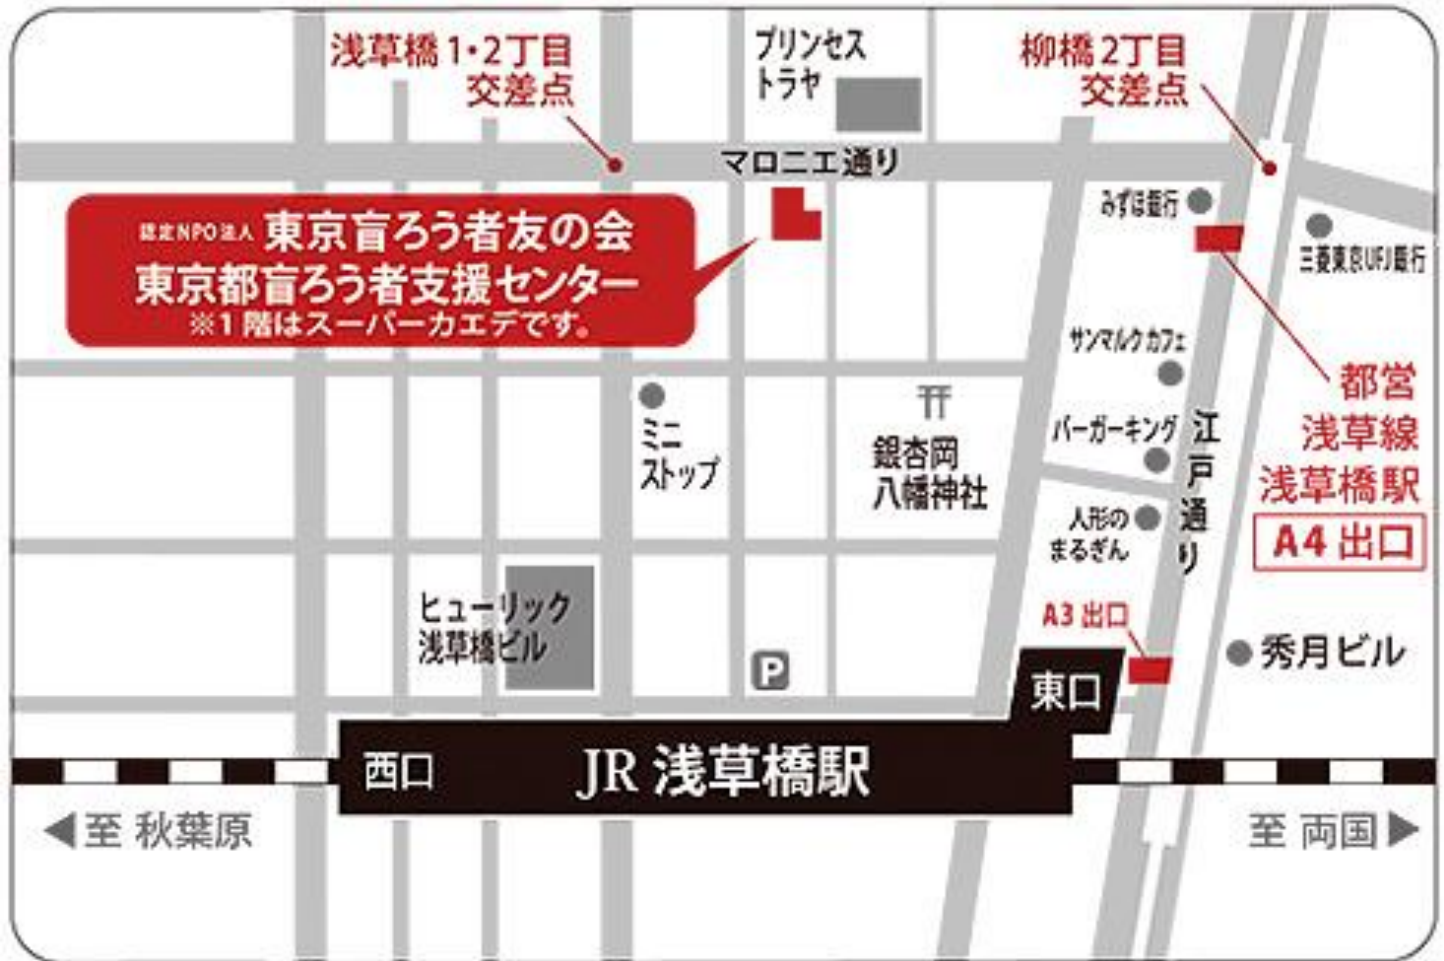 浅草橋1・2丁目
交差点
プリンセス
トラヤ
柳橋2丁目
交差点
マロニエ通り
認定NPO法人 東京盲ろう者友の会
東京都盲ろう者支援センター
※1階はスーパーカエデです。
みずほ銀行
三菱東京UFJ銀行
サンマルクカフェ
都営
浅草線
浅草橋駅
A4 出口
ミニ
ストップ
銀杏岡
八幡神社
バーガーキング
江戸通り
人形の
まるぎん
ヒューリック
浅草橋ビル
P
A3 出口
東口
秀月ビル
西口
JR 浅草橋駅
◀至 秋葉原
至 両国▶